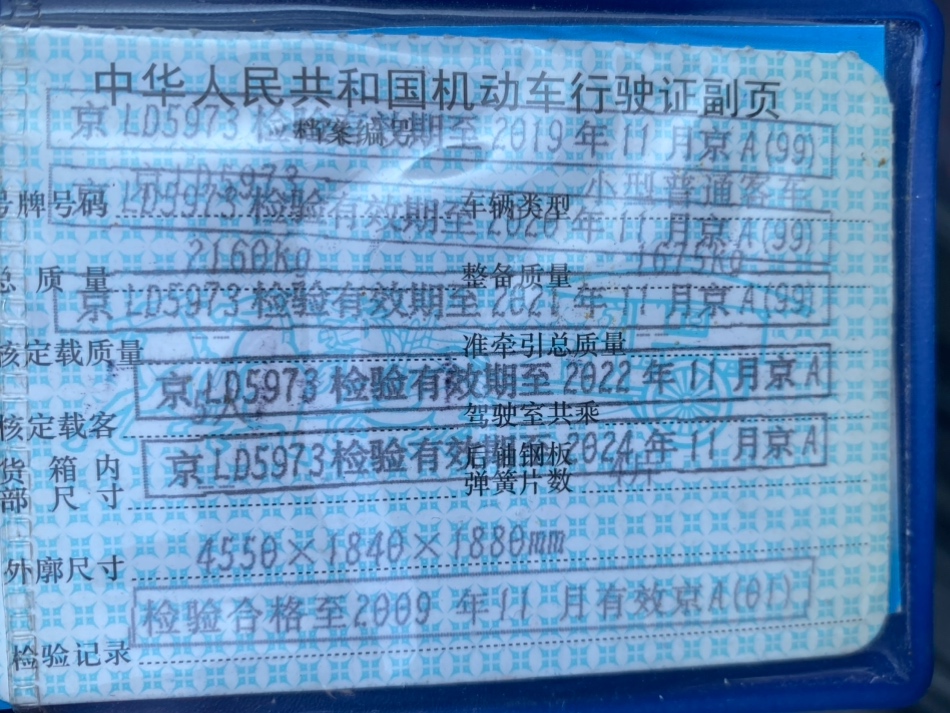 中华人民共和国机动车行驶证副页
档案编号
京LD5973检验有效期至2019年11月京A(99)
号牌号码 京LD5973 车辆类型 小型普通客车
京LD5973检验有效期至2020年11月京A(99)
总质量 2160kg 整备质量 1675kg
京LD5973检验有效期至2021年11月京A(99)
核定载质量 准牵引总质量
京LD5973检验有效期至2022年11月京A
核定载客 5人 驾驶室共乘
京LD5973检验有效期至2024年11月京A
货箱内部尺寸 后轴钢板弹簧片数 4片
外廓尺寸 4550×1840×1880mm
检验合格至2009年11月有效京A(01)
检验记录